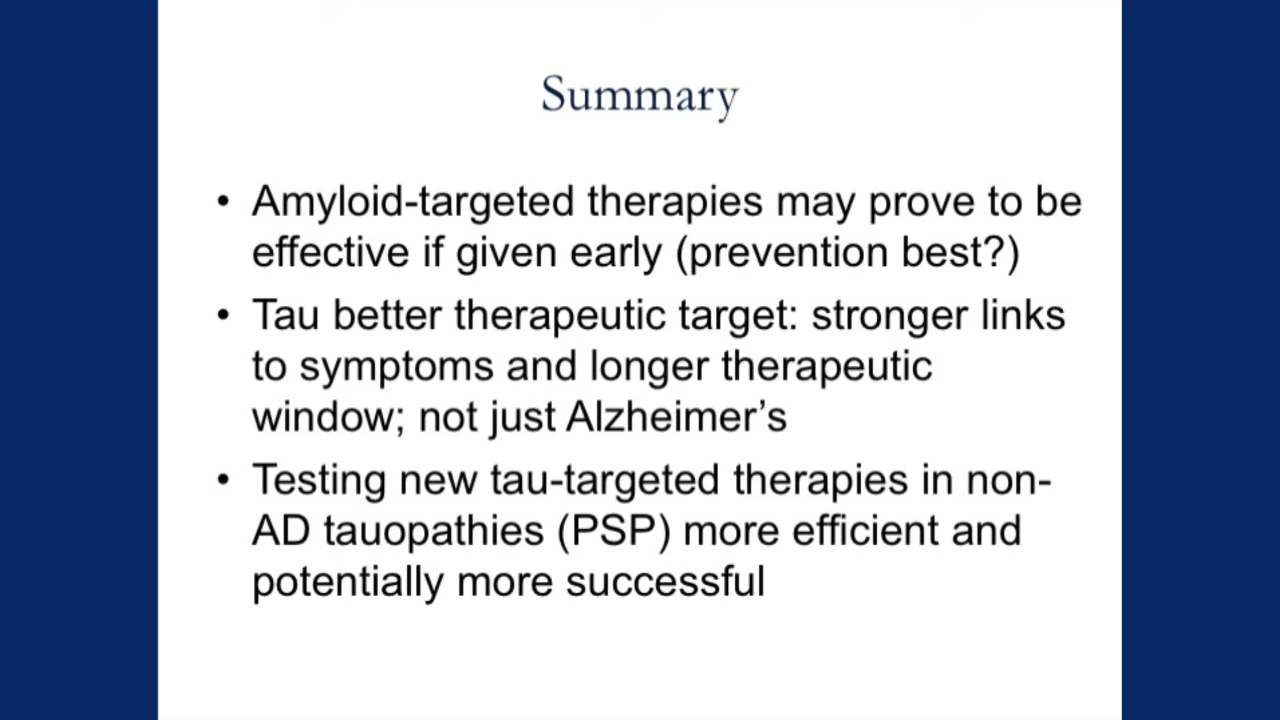 Summary
• Amyloid-targeted therapies may prove to be
effective if given early (prevention best?)
• Tau better therapeutic target: stronger links
to symptoms and longer therapeutic
window; not just Alzheimer’s
• Testing new tau-targeted therapies in non-
AD tauopathies (PSP) more efficient and
potentially more successful